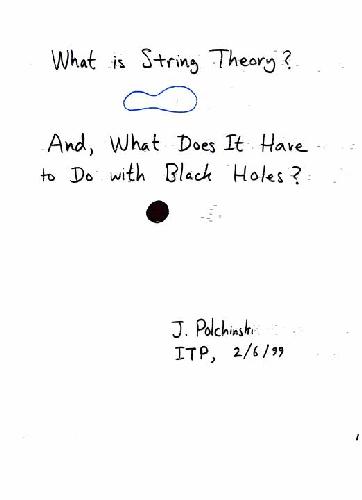 What is String Theory?
And, What Does It Have
to Do with Black Holes?
J. Polchinski
ITP, 2/6/99